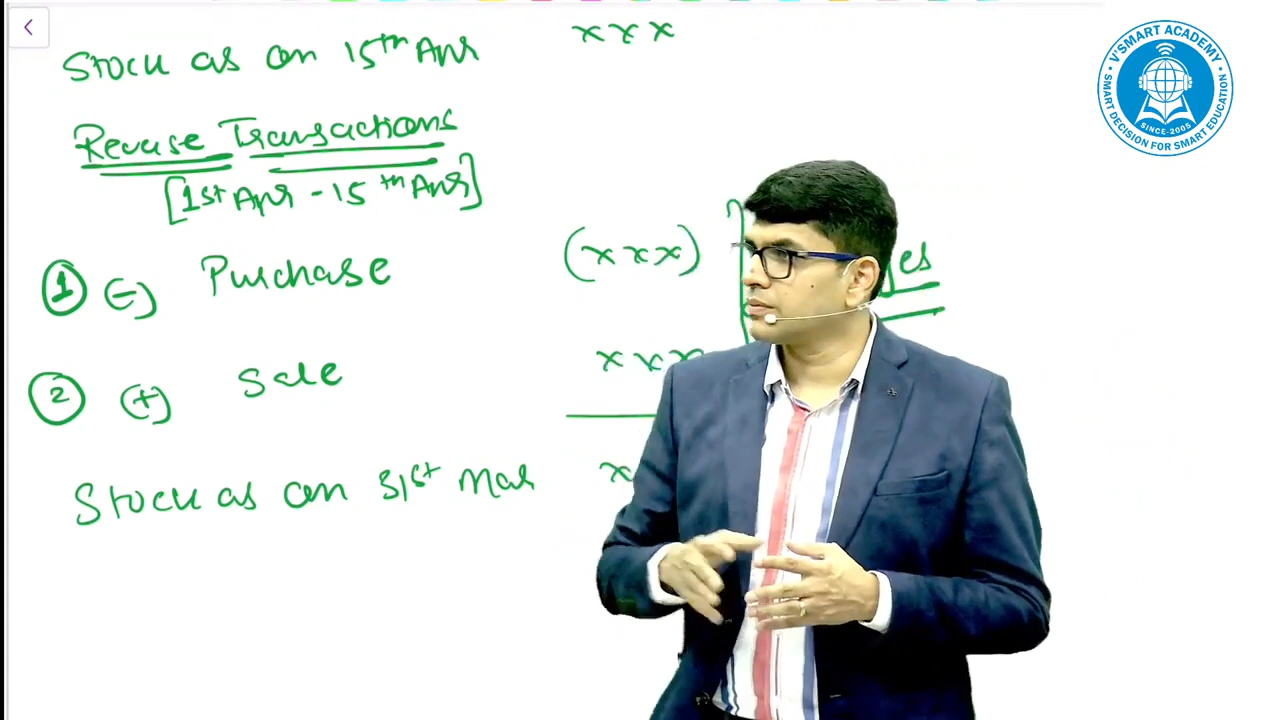 Stock as on 15th Apr xxx
Reverse Transactions
[1st Apr - 15th Apr]
1 (-) Purchase (xxx)
2 (+) Sale xxx
Stock as on 31st Mar x
V'SMART ACADEMY
SMART DECISION FOR SMART EDUCATION
SINCE-2005